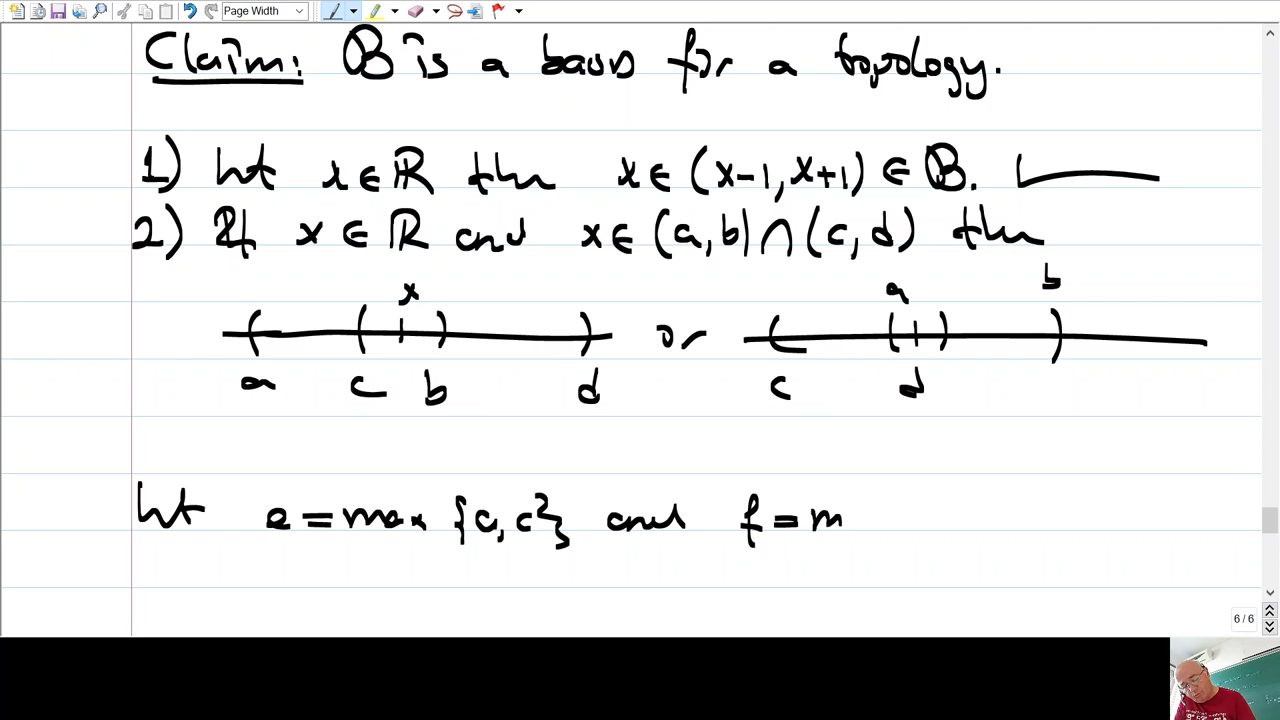 Page Width
Claim: B is a basis for a topology.
1) Let x ∈ ℝ then x ∈ (x-1, x+1) ∈ B.
2) If x ∈ ℝ and x ∈ (a, b) ∩ (c, d) then
x a b
or
a c b d c d
Let e = max {a, c} and f = m
6 / 6